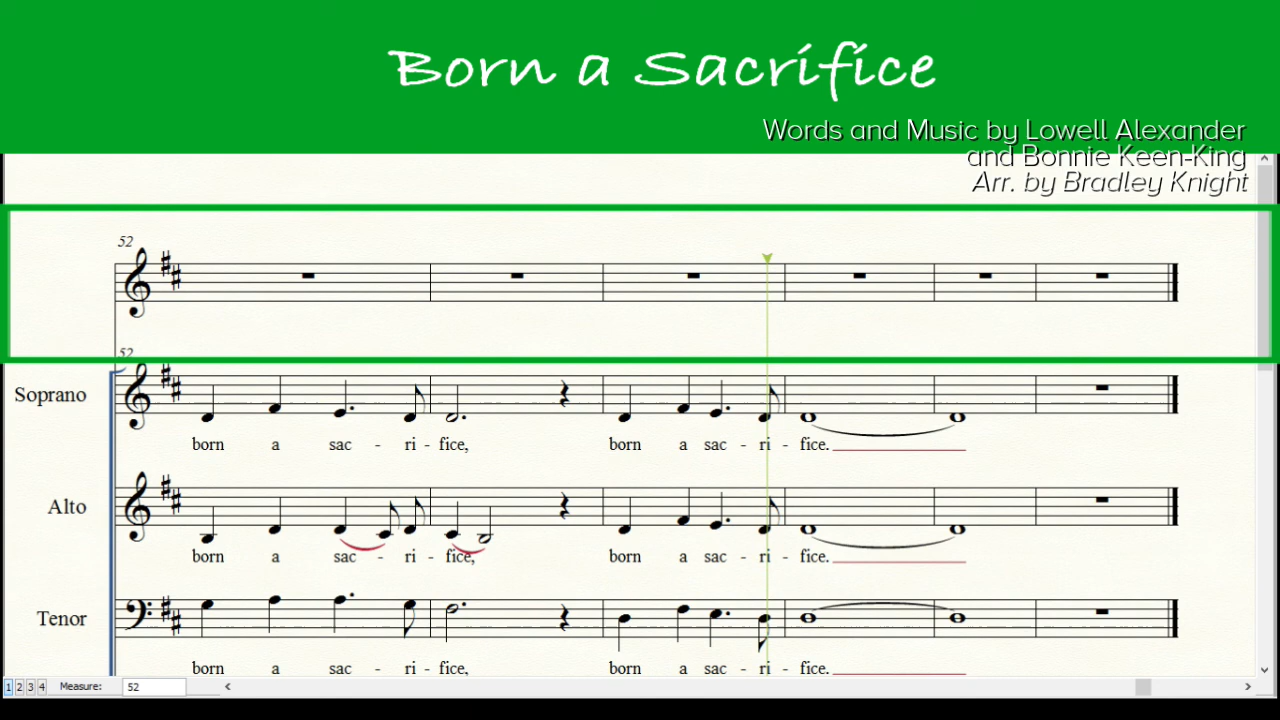 Born a Sacrifice
Words and Music by Lowell Alexander
and Bonnie Keen-King
Arr. by Bradley Knight
52
52
Soprano
born a sac - ri - fice, born a sac - ri - fice.
Alto
born a sac - ri - fice, born a sac - ri - fice.
Tenor
born a sac - ri - fice, born a sac - ri - fice.
1 2 3 4 Measure: 52